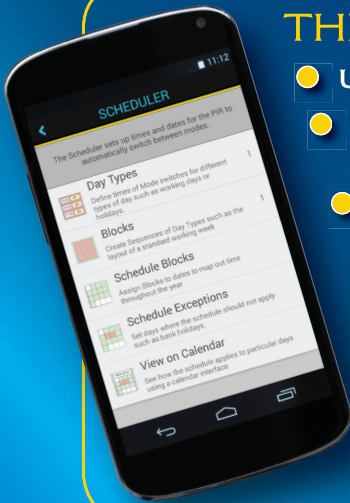 THE
U
11:12
SCHEDULER
The Scheduler sets up times and dates for the PIR to
automatically switch between modes.
Day Types
1
Define times of Mode switches for different
types of day such as working days or
holidays.
Blocks
1
Create Sequences of Day Types such as the
layout of a standard working week
Schedule Blocks
Assign Blocks to dates to map out time
throughout the year
Schedule Exceptions
Set days where the schedule should not apply
such as bank holidays.
View on Calendar
See how the schedule applies to particular days
using a calendar interface